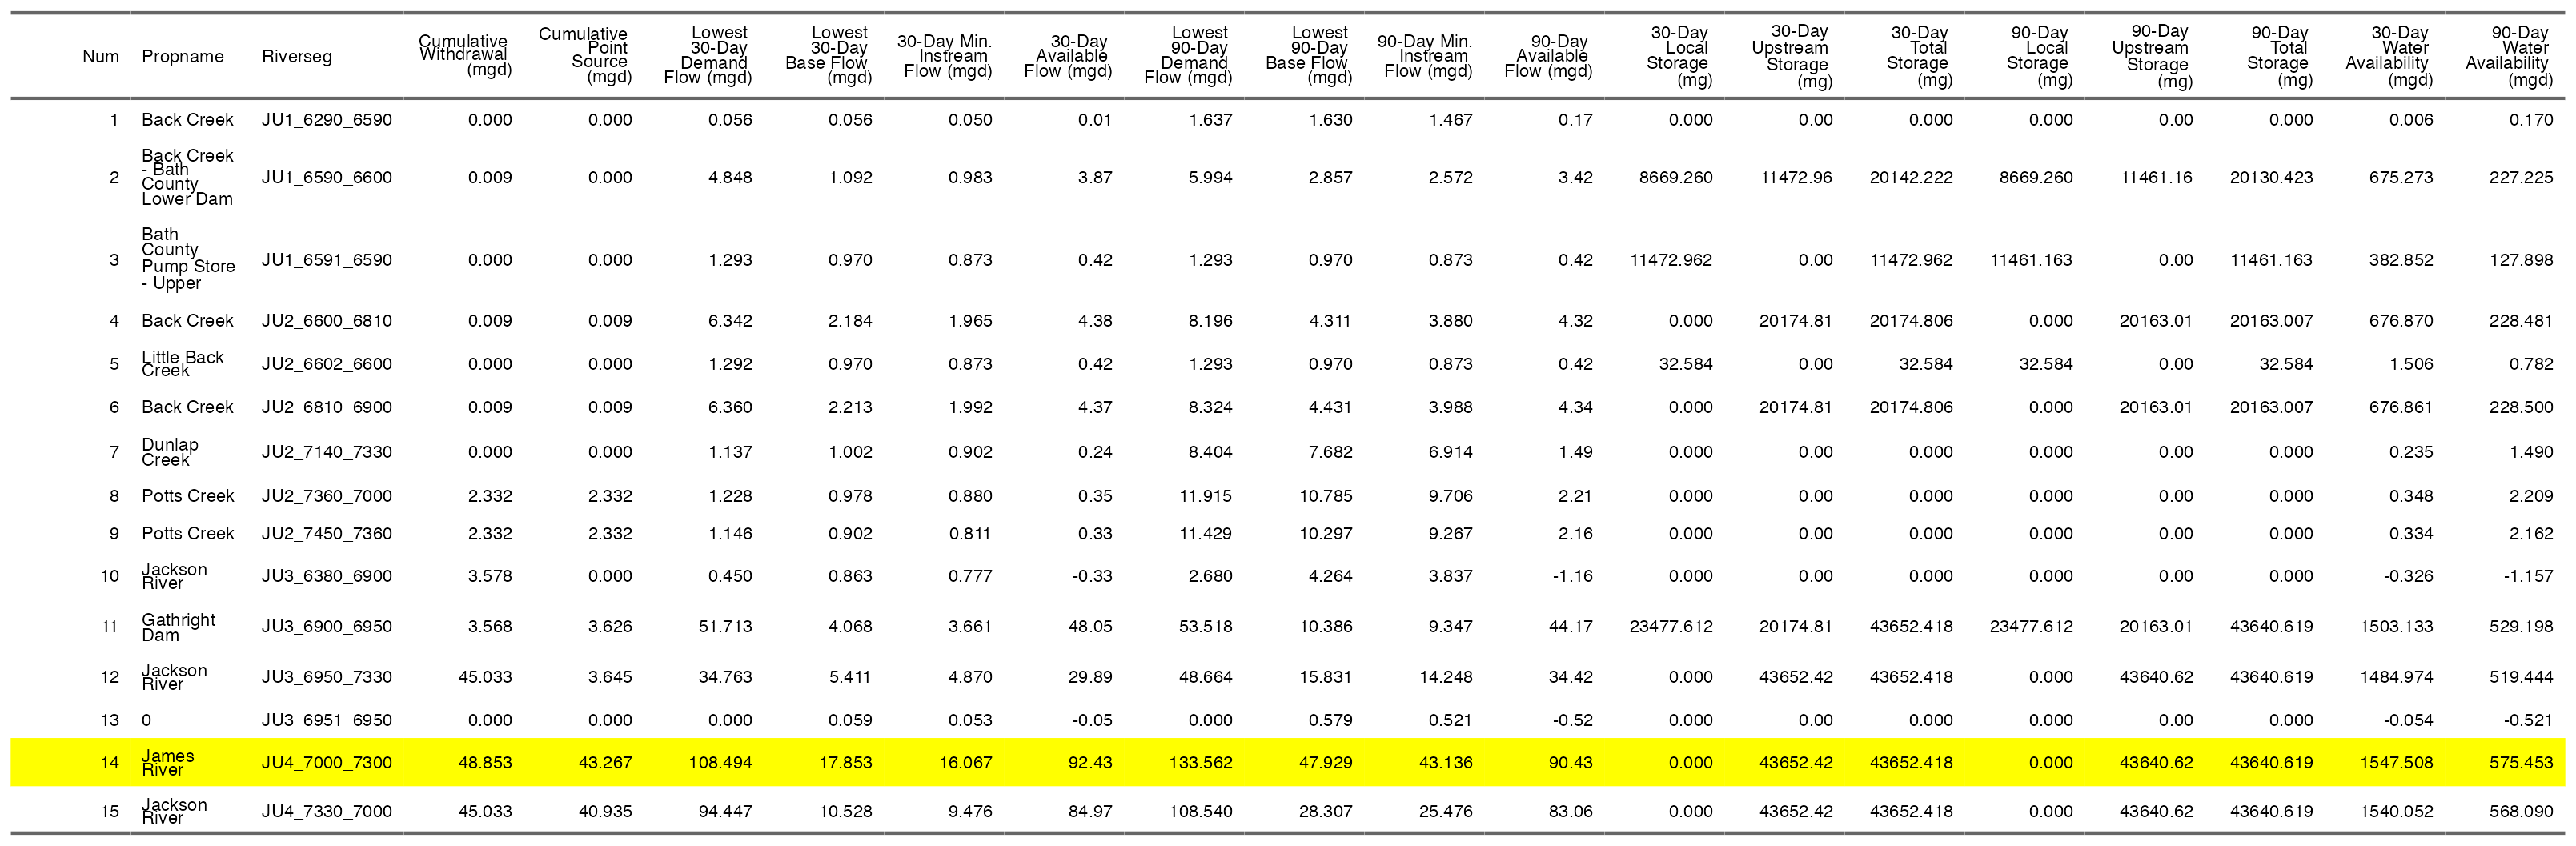 Num Propname Riverseg Cumulative Withdrawal (mgd) Cumulative Point Source (mgd) Lowest 30-Day Demand Flow (mgd) Lowest 30-Day Base Flow (mgd) 30-Day Min. Instream Flow (mgd) 30-Day Available Flow (mgd) Lowest 90-Day Demand Flow (mgd) Lowest 90-Day Base Flow (mgd) 90-Day Min. Instream Flow (mgd) 90-Day Available Flow (mgd) 30-Day Local Storage (mg) 30-Day Upstream Storage (mg) 30-Day Total Storage (mg) 90-Day Local Storage (mg) 90-Day Upstream Storage (mg) 90-Day Total Storage (mg) 30-Day Water Availability (mgd) 90-Day Water Availability (mgd)
1 Back Creek JU1_6290_6590 0.000 0.000 0.056 0.056 0.050 0.01 1.637 1.630 1.467 0.17 0.000 0.00 0.000 0.000 0.00 0.000 0.006 0.170
2 Back Creek - Bath County Lower Dam JU1_6590_6600 0.009 0.000 4.848 1.092 0.983 3.87 5.994 2.857 2.572 3.42 8669.260 11472.96 20142.222 8669.260 11461.16 20130.423 675.273 227.225
3 Bath County Pump Store - Upper JU1_6591_6590 0.000 0.000 1.293 0.970 0.873 0.42 1.293 0.970 0.873 0.42 11472.962 0.00 11472.962 11461.163 0.00 11461.163 382.852 127.898
4 Back Creek JU2_6600_6810 0.009 0.009 6.342 2.184 1.965 4.38 8.196 4.311 3.880 4.32 0.000 20174.81 20174.806 0.000 20163.01 20163.007 676.870 228.481
5 Little Back Creek JU2_6602_6600 0.000 0.000 1.292 0.970 0.873 0.42 1.293 0.970 0.873 0.42 32.584 0.00 32.584 32.584 0.00 32.584 1.506 0.782
6 Back Creek JU2_6810_6900 0.009 0.009 6.360 2.213 1.992 4.37 8.324 4.431 3.988 4.34 0.000 20174.81 20174.806 0.000 20163.01 20163.007 676.861 228.500
7 Dunlap Creek JU2_7140_7330 0.000 0.000 1.137 1.002 0.902 0.24 8.404 7.682 6.914 1.49 0.000 0.00 0.000 0.000 0.00 0.000 0.235 1.490
8 Potts Creek JU2_7360_7000 2.332 2.332 1.228 0.978 0.880 0.35 11.915 10.785 9.706 2.21 0.000 0.00 0.000 0.000 0.00 0.000 0.348 2.209
9 Potts Creek JU2_7450_7360 2.332 2.332 1.146 0.902 0.811 0.33 11.429 10.297 9.267 2.16 0.000 0.00 0.000 0.000 0.00 0.000 0.334 2.162
10 Jackson River JU3_6380_6900 3.578 0.000 0.450 0.863 0.777 -0.33 2.680 4.264 3.837 -1.16 0.000 0.00 0.000 0.000 0.00 0.000 -0.326 -1.157
11 Gathright Dam JU3_6900_6950 3.568 3.626 51.713 4.068 3.661 48.05 53.518 10.386 9.347 44.17 23477.612 20174.81 43652.418 23477.612 20163.01 43640.619 1503.133 529.198
12 Jackson River JU3_6950_7330 45.033 3.645 34.763 5.411 4.870 29.89 48.664 15.831 14.248 34.42 0.000 43652.42 43652.418 0.000 43640.62 43640.619 1484.974 519.444
13 0 JU3_6951_6950 0.000 0.000 0.000 0.059 0.053 -0.05 0.000 0.579 0.521 -0.52 0.000 0.00 0.000 0.000 0.00 0.000 -0.054 -0.521
14 James River JU4_7000_7300 48.853 43.267 108.494 17.853 16.067 92.43 133.562 47.929 43.136 90.43 0.000 43652.42 43652.418 0.000 43640.62 43640.619 1547.508 575.453
15 Jackson River JU4_7330_7000 45.033 40.935 94.447 10.528 9.476 84.97 108.540 28.307 25.476 83.06 0.000 43652.42 43652.418 0.000 43640.62 43640.619 1540.052 568.090